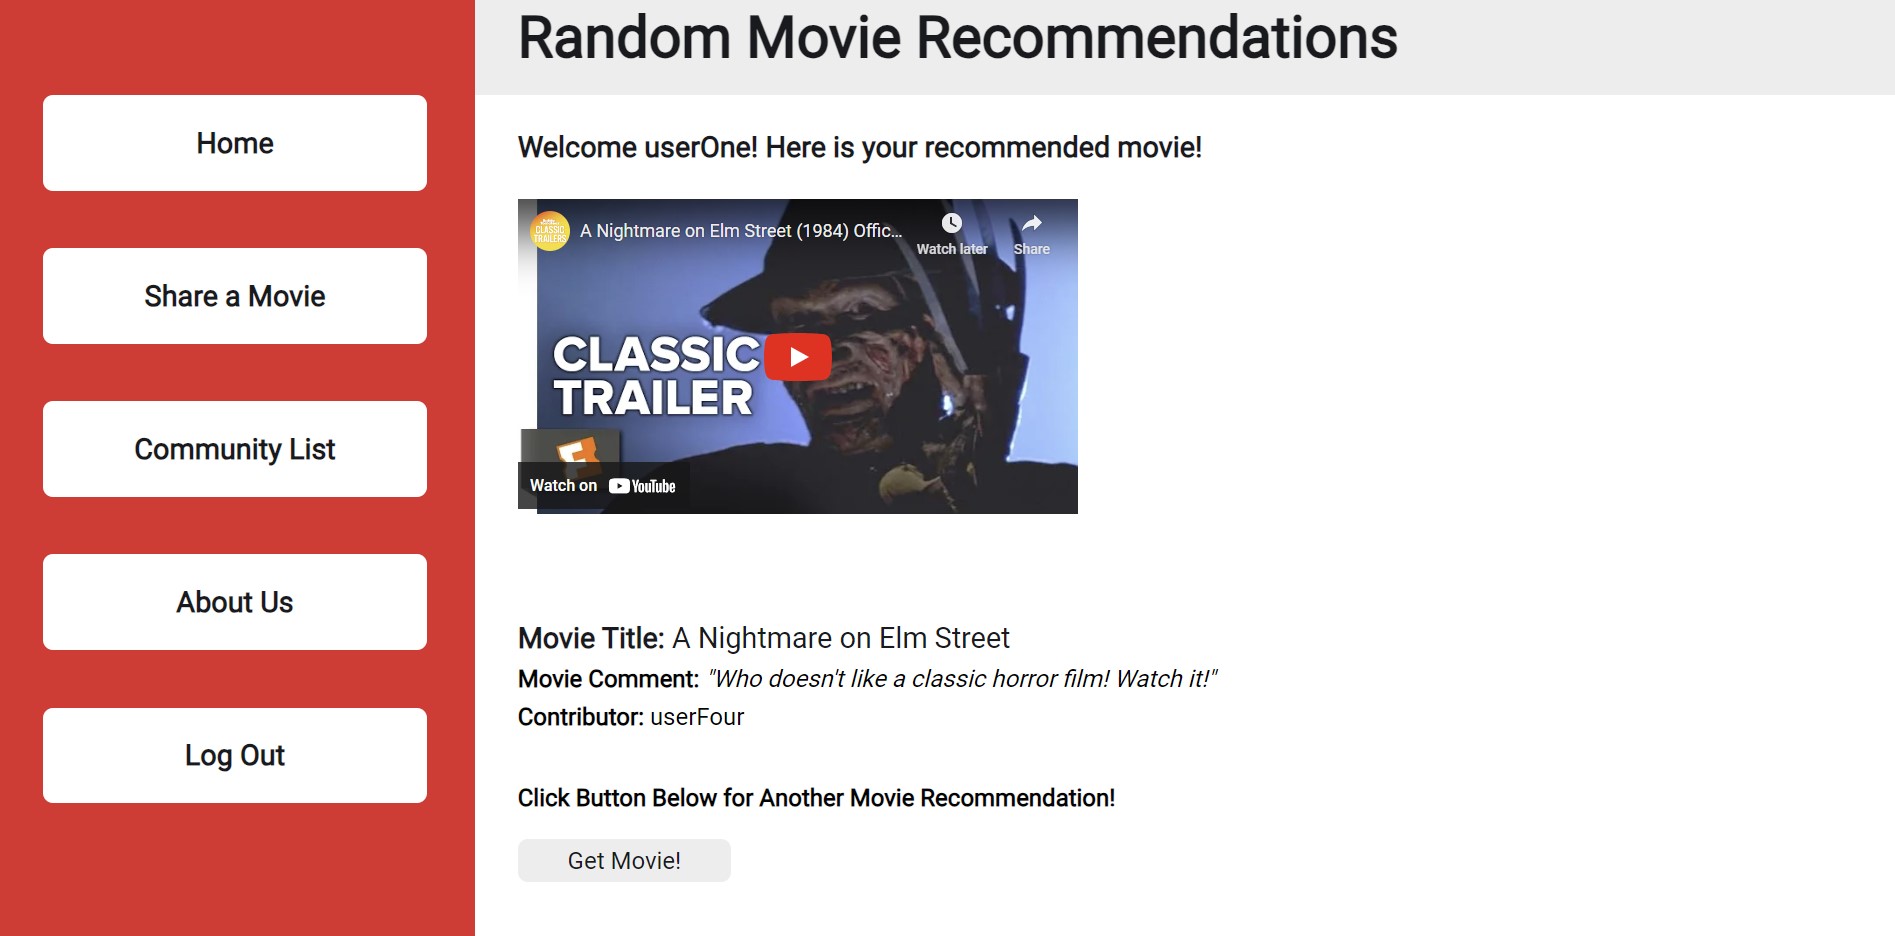 Random Movie Recommendations
Home
Share a Movie
Community List
About Us
Log Out
Welcome userOne! Here is your recommended movie!
CLASSIC
TRAILERS
A Nightmare on Elm Street (1984) Offic...
Watch later
Share
CLASSIC
TRAILER
Watch on YouTube
Movie Title: A Nightmare on Elm Street
Movie Comment: "Who doesn't like a classic horror film! Watch it!"
Contributor: userFour
Click Button Below for Another Movie Recommendation!
Get Movie!